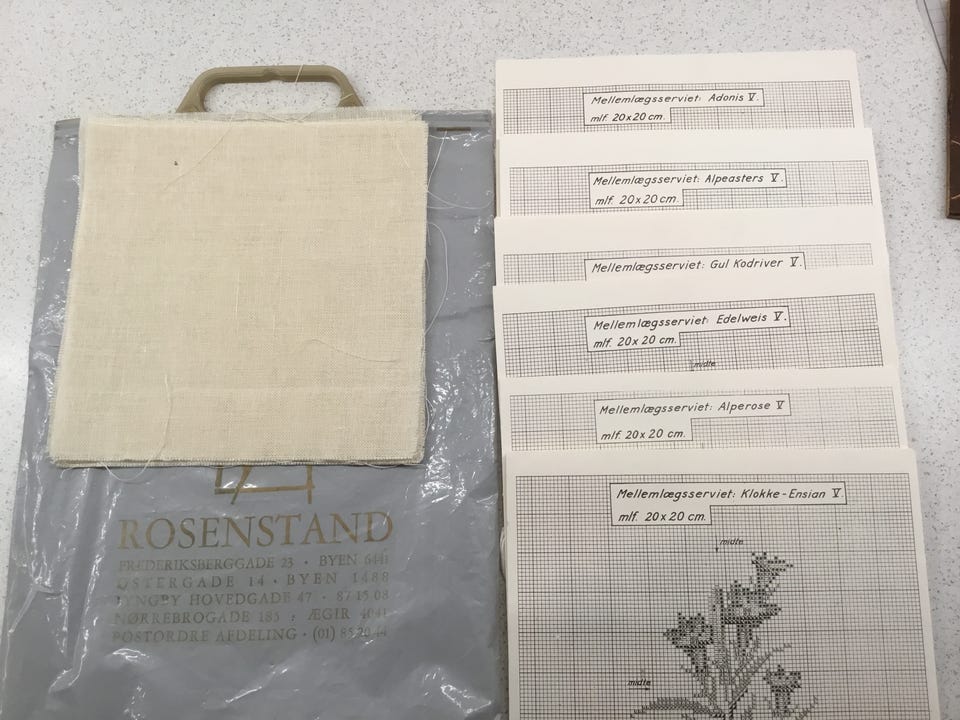 ROSENSTAND
FREDERIKSBERGGADE 23 · BYEN 6441
ØSTERGADE 14 · BYEN 1488
LYNGBY HOVEDGADE 47 · 87 15 08
NØRREBROGADE 185 · ÆGIR 4041
POSTORDRE AFDELING · (01) 85 20 44
Mellemlægsserviet: Adonis V.
mlf. 20x20 cm.
Mellemlægsserviet: Alpeasters V.
mlf. 20x20 cm.
Mellemlægsserviet: Gul Kodriver V.
Mellemlægsserviet: Edelweis V.
mlf. 20x20 cm.
midte
Mellemlægsserviet: Alperose V
mlf. 20x20 cm.
Mellemlægsserviet: Klokke-Ensian V.
mlf. 20x20 cm.
midte
midte